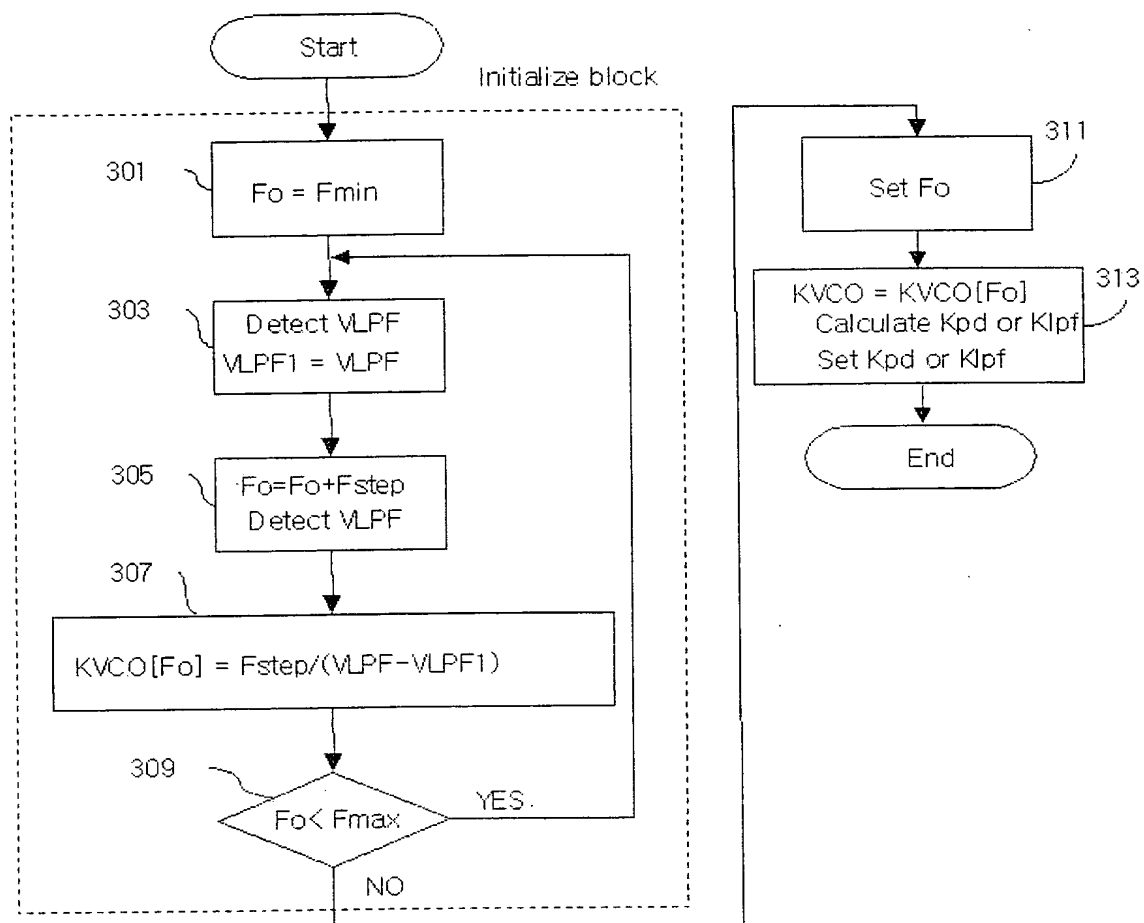 Start
Initialize block
301
Fo = Fmin
303
Detect VLPF
VLPF1 = VLPF
305
Fo=Fo+Fstep
Detect VLPF
307
KVCO[Fo] = Fstep/(VLPF-VLPF1)
309
Fo< Fmax
YES
NO
311
Set Fo
313
KVCO = KVCO[Fo]
Calculate Kpd or Klpf
Set Kpd or Klpf
End